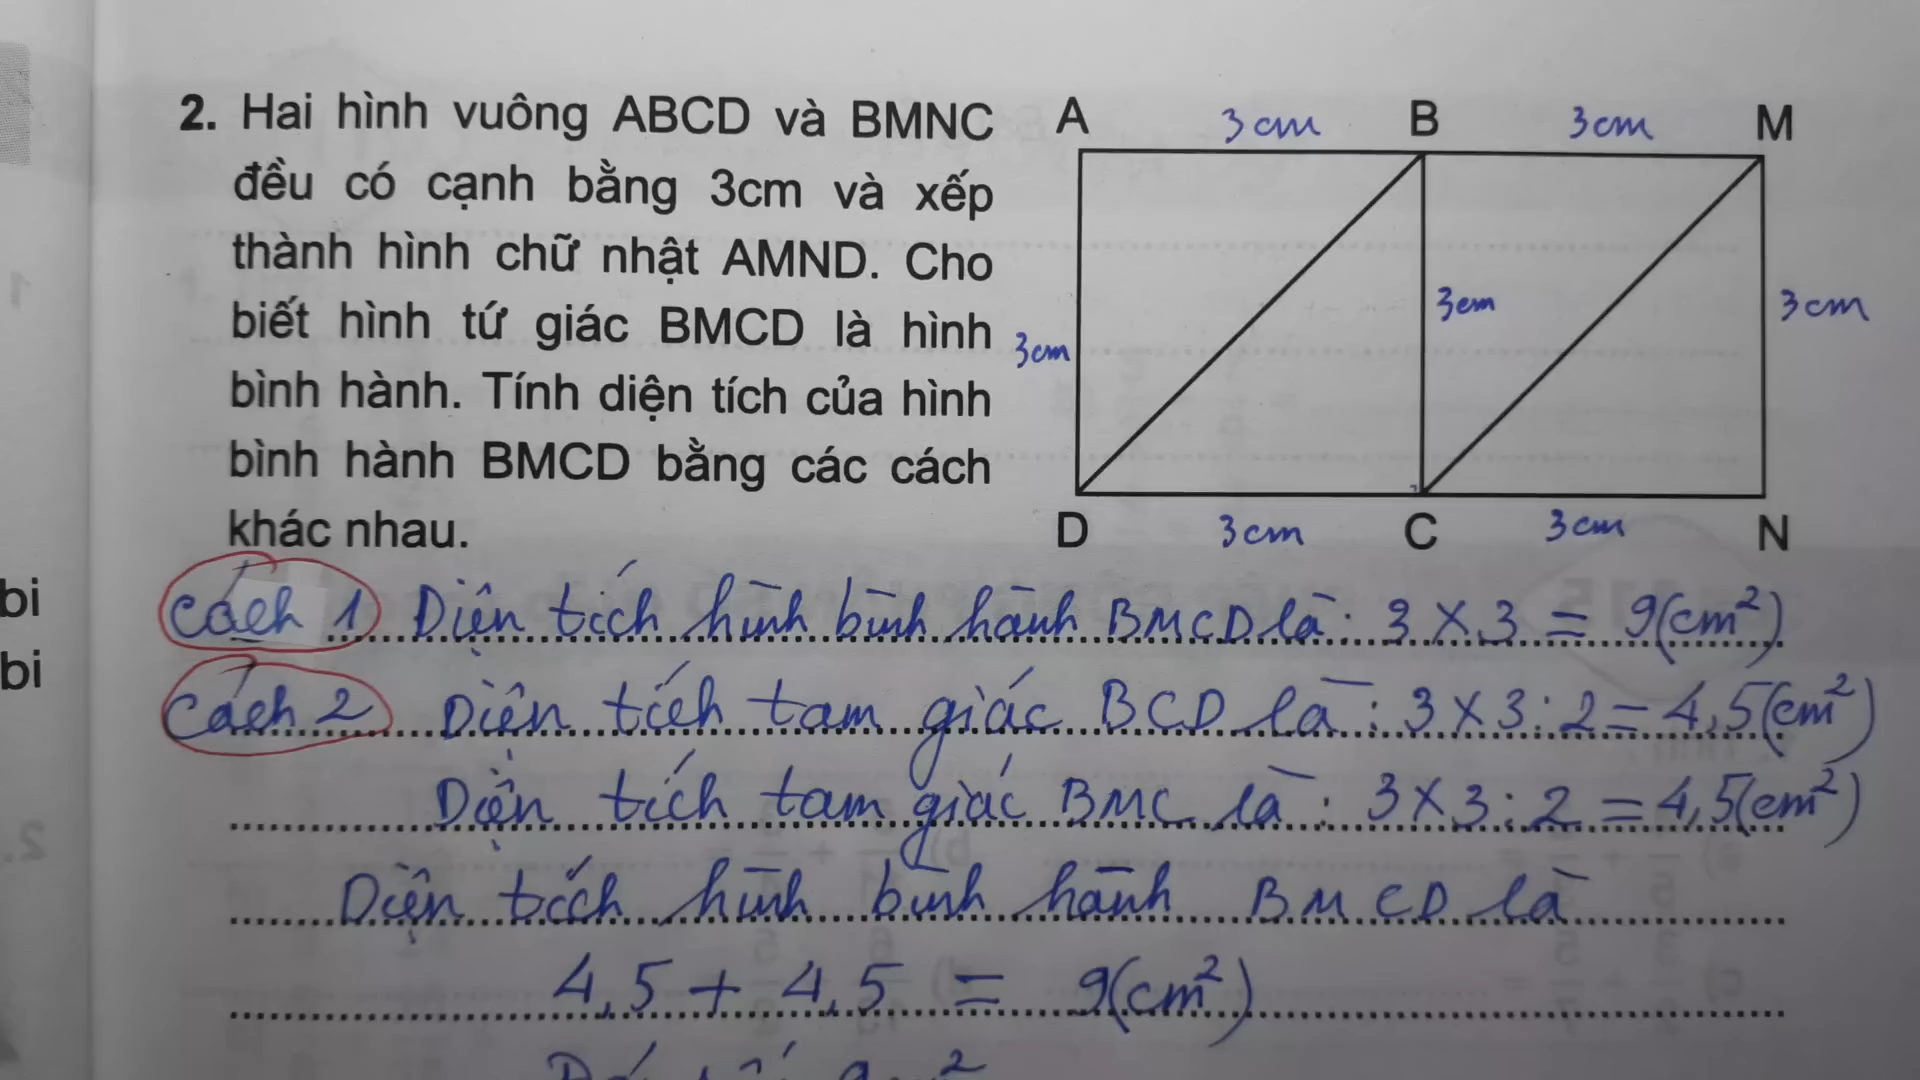 2. Hai hình vuông ABCD và BMNC
đều có cạnh bằng 3cm và xếp
thành hình chữ nhật AMND. Cho
biết hình tứ giác BMCD là hình
bình hành. Tính diện tích của hình
bình hành BMCD bằng các cách
khác nhau.
A 3cm B 3cm M
3cm 3cm 3cm
D 3cm C 3cm N
bi
bi
Cách 1 Diện tích hình bình hành BMCD là: 3 x 3 = 9(cm²)
Cách 2 Diện tích tam giác BCD là: 3 x 3 : 2 = 4,5(cm²)
Diện tích tam giác BMC là: 3 x 3 : 2 = 4,5(cm²)
Diện tích hình bình hành BMCD là
4,5 + 4,5 = 9(cm²)